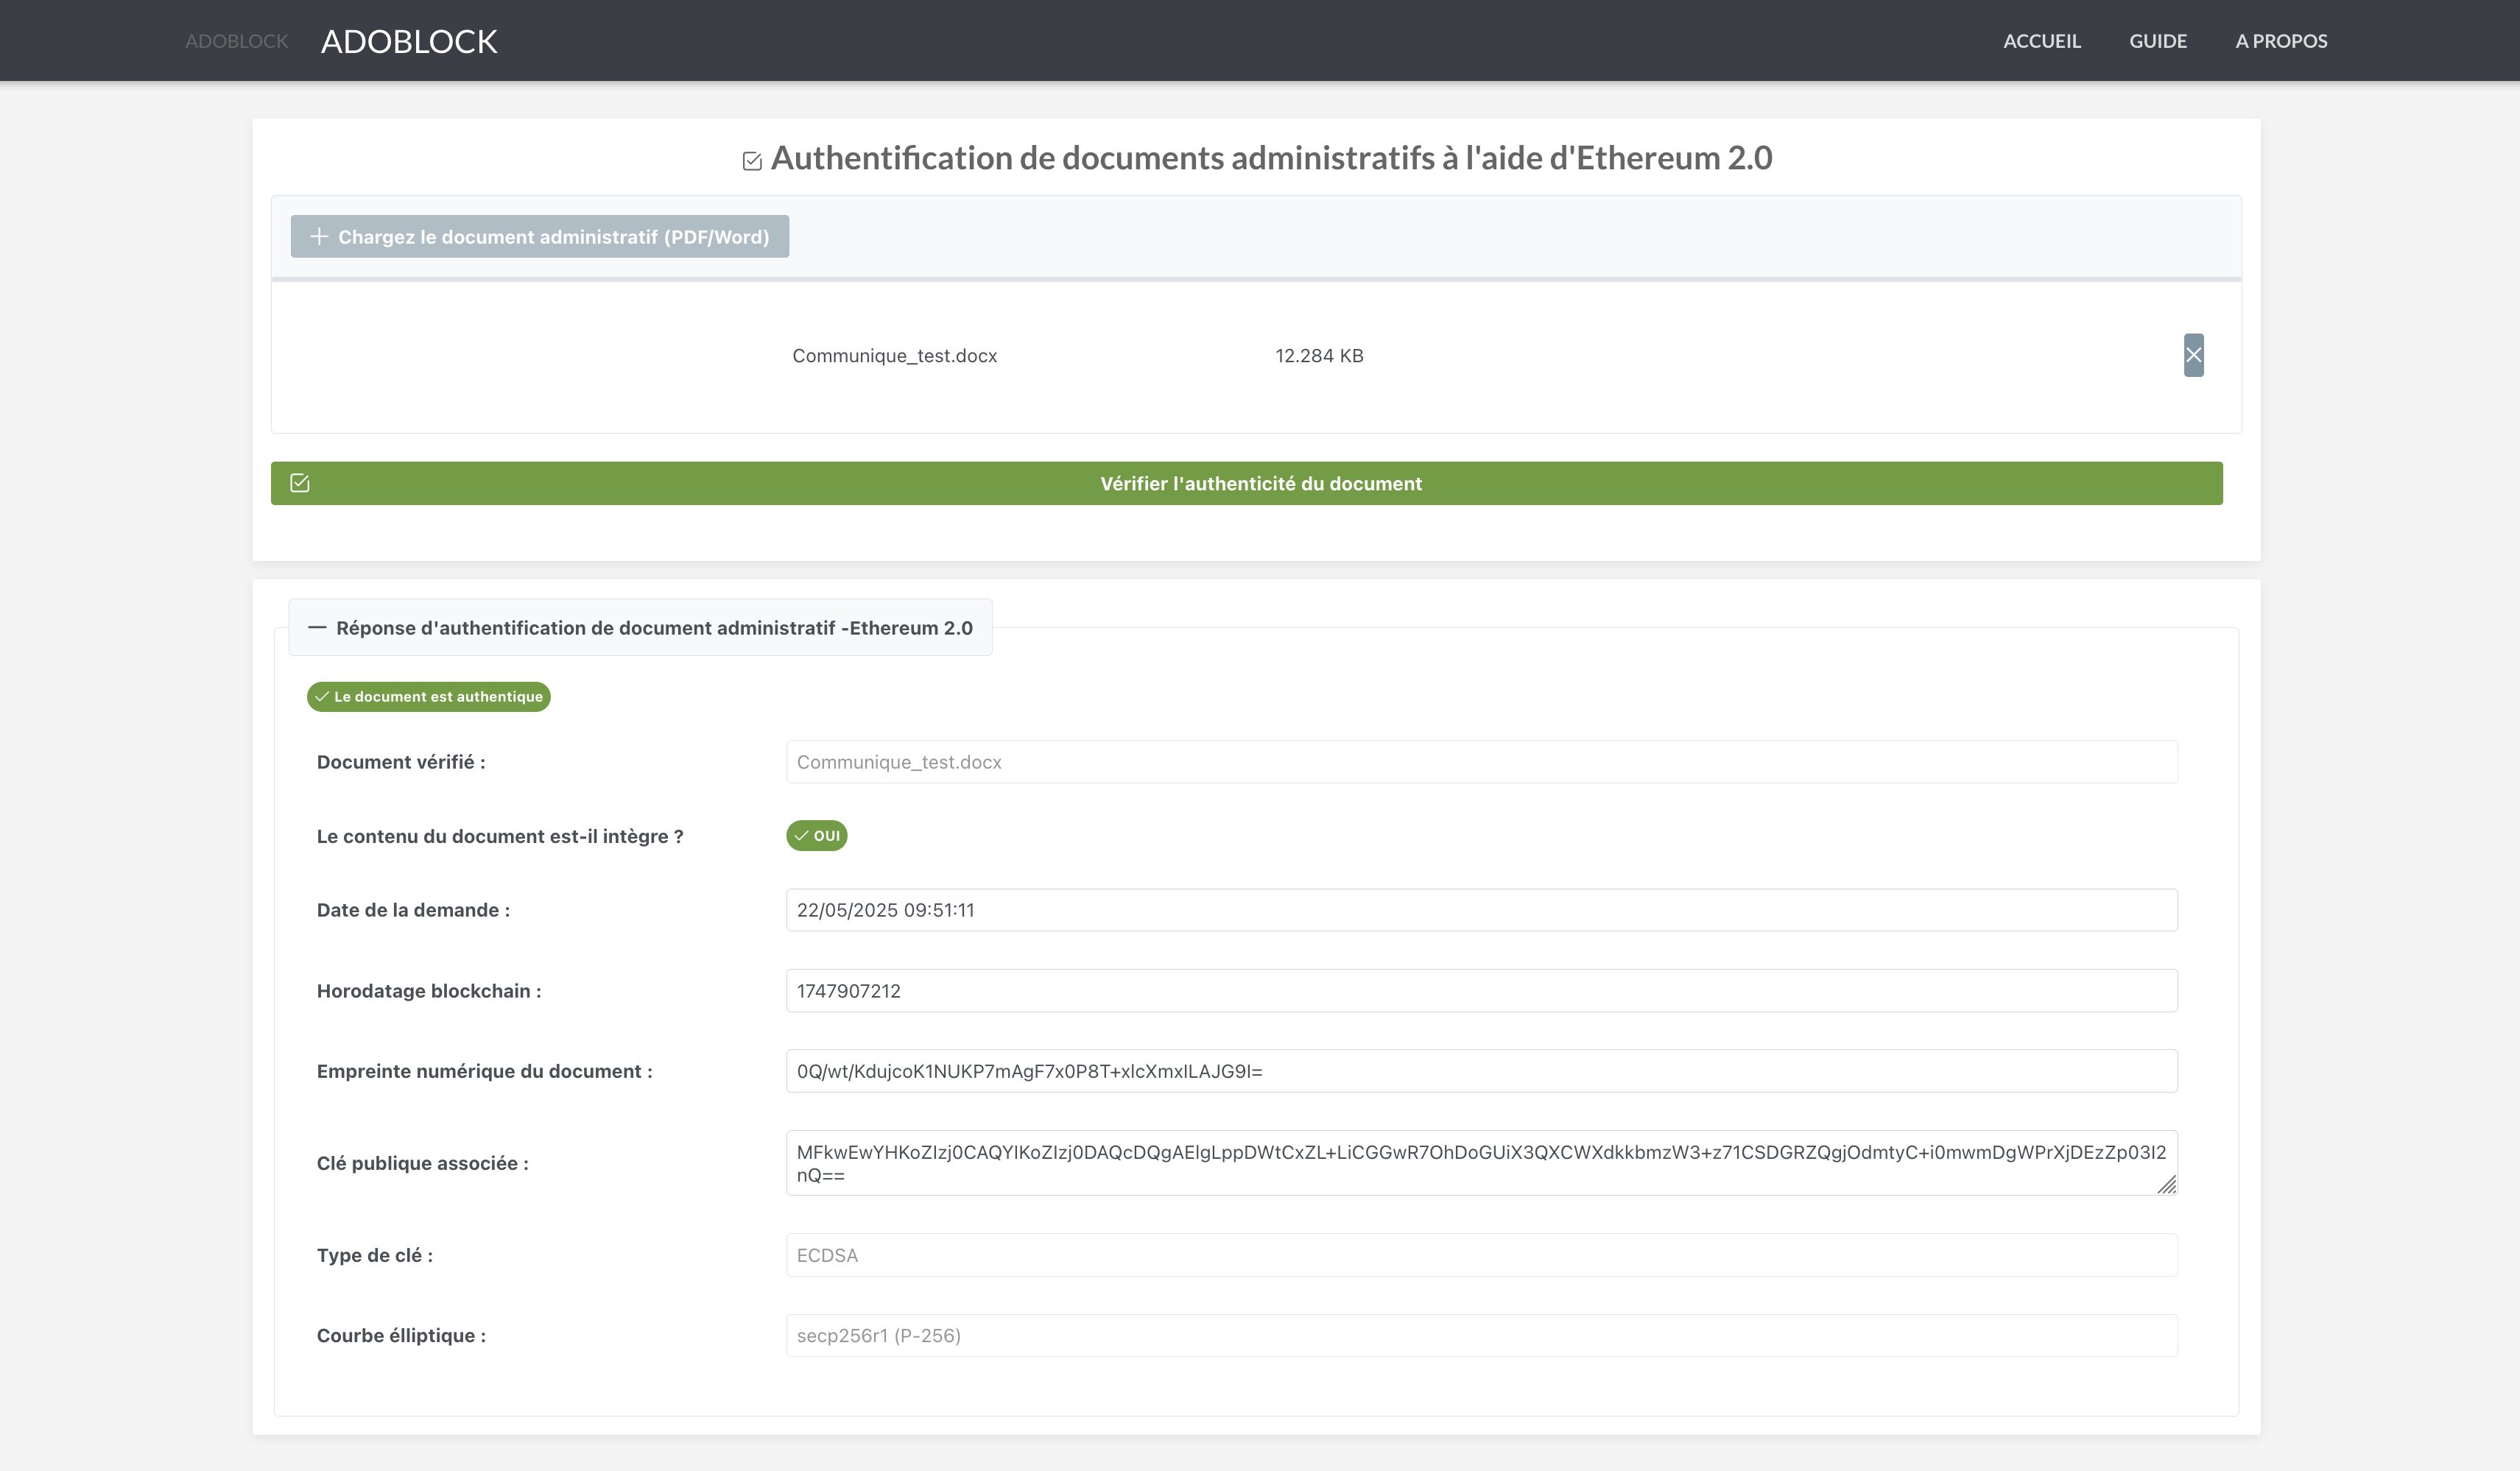 ADOBLOCK
ADOBLOCK
ACCUEIL
GUIDE
A PROPOS
Authentification de documents administratifs à l'aide d'Ethereum 2.0
Chargez le document administratif (PDF/Word)
Communique_test.docx
12.284 KB
Vérifier l'authenticité du document
Réponse d'authentification de document administratif -Ethereum 2.0
Le document est authentique
Document vérifié :
Communique_test.docx
Le contenu du document est-il intègre ?
OUI
Date de la demande :
22/05/2025 09:51:11
Horodatage blockchain :
1747907212
Empreinte numérique du document :
0Q/wt/KdujcoK1NUKP7mAgF7x0P8T+xlcXmxILAJG9I=
Clé publique associée :
MFkwEwYHKoZIzj0CAQYIKoZIzj0DAQcDQgAElgLppDWtCxZL+LiCGGwR7OhDoGUiX3QXCWXdkkbmzW3+z71CSDGRZQgjOdmtyC+i0mwmDgWPrXjDEzZp03I2
nQ==
Type de clé :
ECDSA
Courbe élliptique :
secp256r1 (P-256)